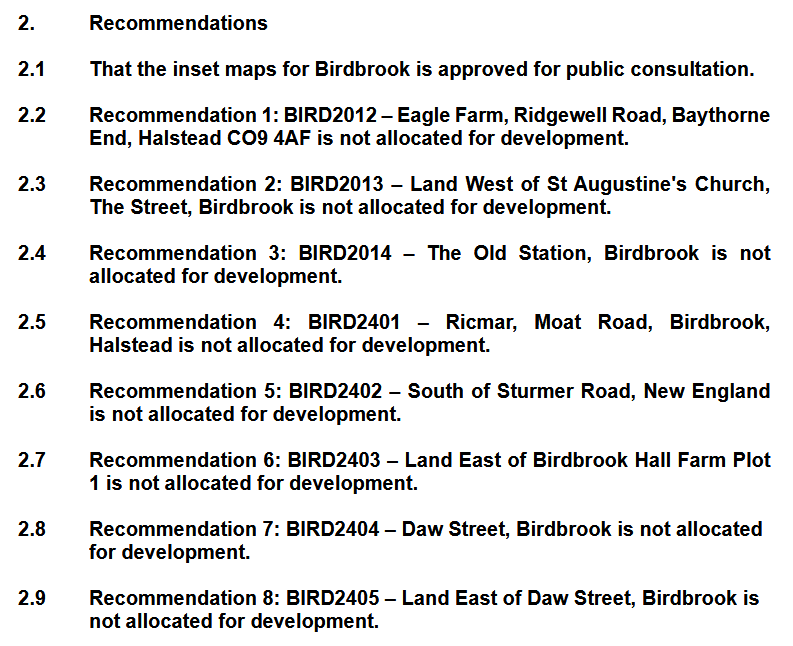 2. Recommendations
2.1 That the inset maps for Birdbrook is approved for public consultation.
2.2 Recommendation 1: BIRD2012 – Eagle Farm, Ridgewell Road, Baythorne
End, Halstead CO9 4AF is not allocated for development.
2.3 Recommendation 2: BIRD2013 – Land West of St Augustine's Church,
The Street, Birdbrook is not allocated for development.
2.4 Recommendation 3: BIRD2014 – The Old Station, Birdbrook is not
allocated for development.
2.5 Recommendation 4: BIRD2401 – Ricmar, Moat Road, Birdbrook,
Halstead is not allocated for development.
2.6 Recommendation 5: BIRD2402 – South of Sturmer Road, New England
is not allocated for development.
2.7 Recommendation 6: BIRD2403 – Land East of Birdbrook Hall Farm Plot
1 is not allocated for development.
2.8 Recommendation 7: BIRD2404 – Daw Street, Birdbrook is not allocated
for development.
2.9 Recommendation 8: BIRD2405 – Land East of Daw Street, Birdbrook is
not allocated for development.